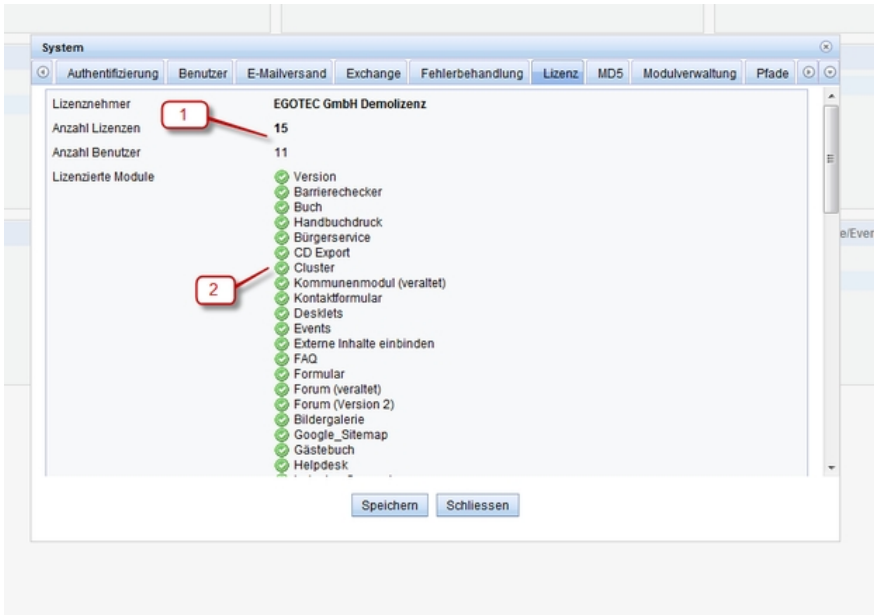 System
Authentifizierung Benutzer E-Mailversand Exchange Fehlerbehandlung Lizenz MD5 Modulverwaltung Pfade
Lizenznehmer EGOTEC GmbH Demolizenz
1
Anzahl Lizenzen 15
Anzahl Benutzer 11
Lizenzierte Module Version
Barrierechecker
Buch
Handbuchdruck
Bürgerservice
CD Export
Cluster
2
Kommunenmodul (veraltet)
Kontaktformular
Desklets
Events
Externe Inhalte einbinden
FAQ
Formular
Forum (veraltet)
Forum (Version 2)
Bildergalerie
Google_Sitemap
Gästebuch
Helpdesk
Speichern Schliessen